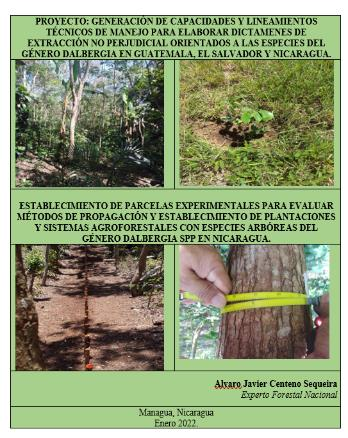 PROYECTO: GENERACIÓN DE CAPACIDADES Y LINEAMIENTOS
TÉCNICOS DE MANEJO PARA ELABORAR DICTAMENES DE
EXTRACCIÓN NO PERJUDICIAL ORIENTADOS A LAS ESPECIES DEL
GÉNERO DALBERGIA EN GUATEMALA, EL SALVADOR Y NICARAGUA.
ESTABLECIMIENTO DE PARCELAS EXPERIMENTALES PARA EVALUAR
MÉTODOS DE PROPAGACIÓN Y ESTABLECIMIENTO DE PLANTACIONES
Y SISTEMAS AGROFORESTALES CON ESPECIES ARBÓREAS DEL
GÉNERO DALBERGIA SPP EN NICARAGUA.
Alvaro Javier Centeno Sequeira
Experto Forestal Nacional
Managua, Nicaragua
Enero 2022.